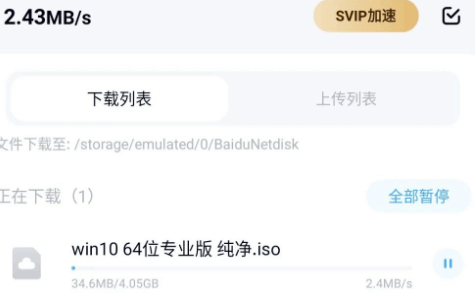 2.43MB/s
SVIP加速
下载列表
上传列表
文件下载至: /storage/emulated/0/BaiduNetdisk
正在下载（1）
全部暂停
win10 64位专业版 纯净.iso
34.6MB/4.05GB
2.4MB/s